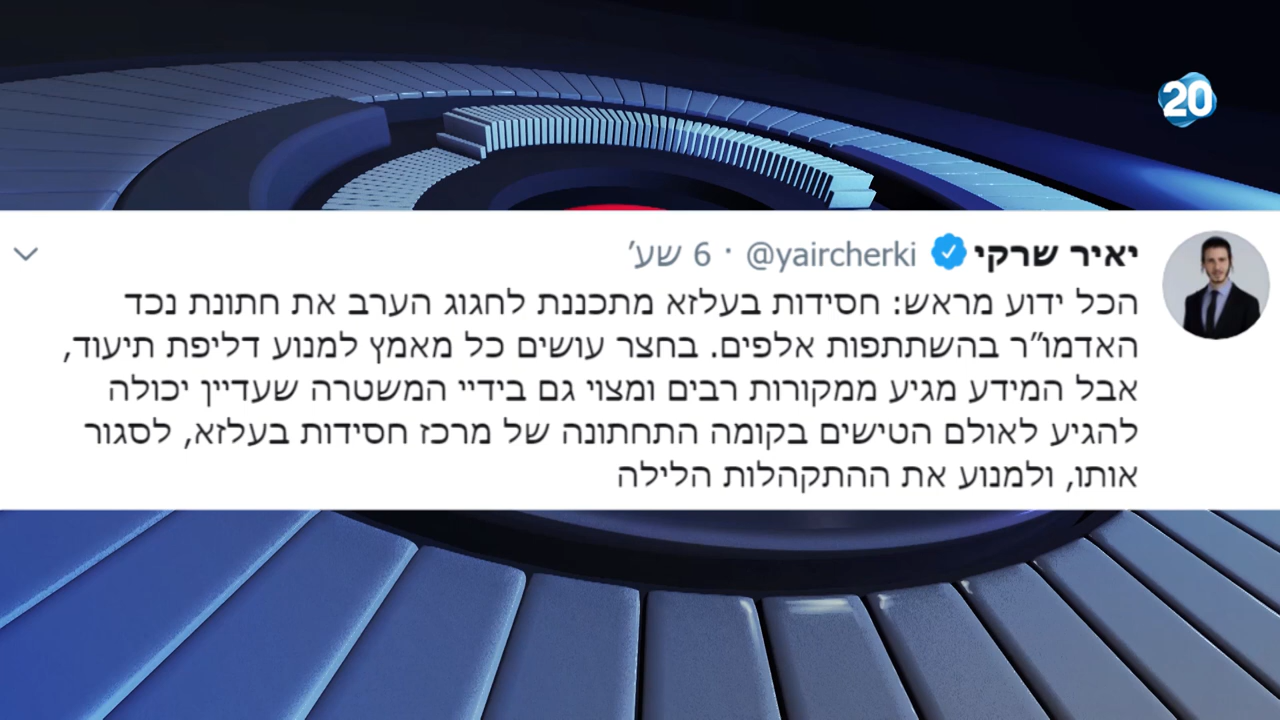 20
יאיר שרקי @yaircherki · 6 שע׳
הכל ידוע מראש: חסידות בעלזא מתכננת לחגוג הערב את חתונת נכד
האדמו״ר בהשתתפות אלפים. בחצר עושים כל מאמץ למנוע דליפת תיעוד,
אבל המידע מגיע ממקורות רבים ומצוי גם בידיי המשטרה שעדיין יכולה
להגיע לאולם הטישים בקומה התחתונה של מרכז חסידות בעלזא, לסגור
אותו, ולמנוע את ההתקהלות הלילה